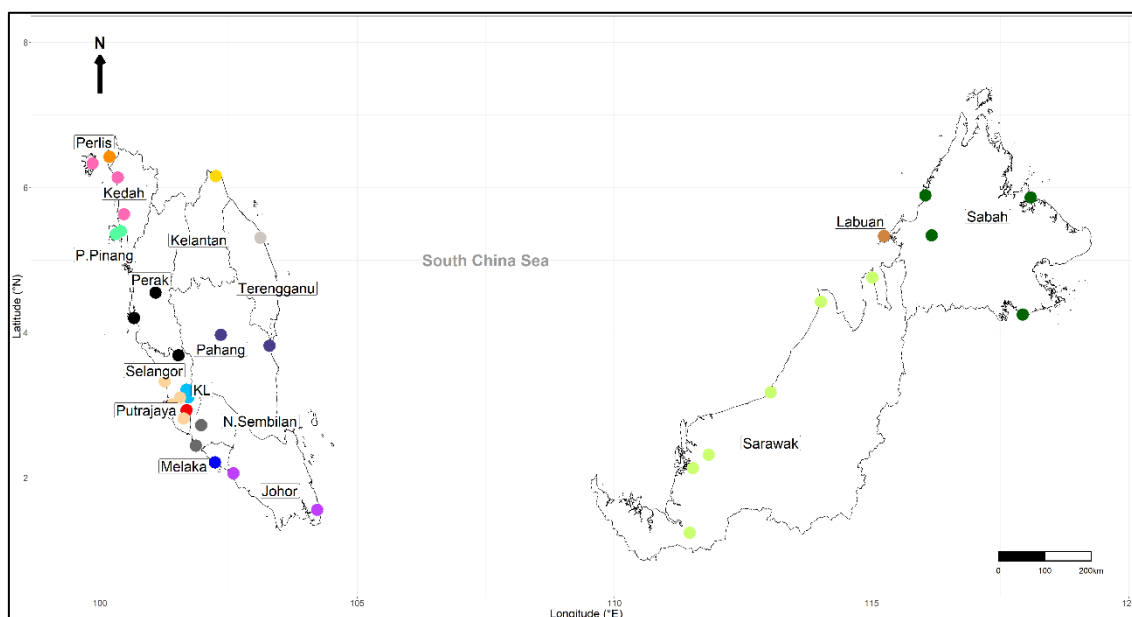 8
N
Perlis
6
Kedah
Labuan
Sabah
Kelantan
P.Pinang
South China Sea
Perak
Terengganu
Latitude (°N)
4
Pahang
Selangor
KL
Putrajaya
N.Sembilan
Sarawak
Melaka
Johor
2
0 100 200km
100 105 110 115 12
Longitude (°E)